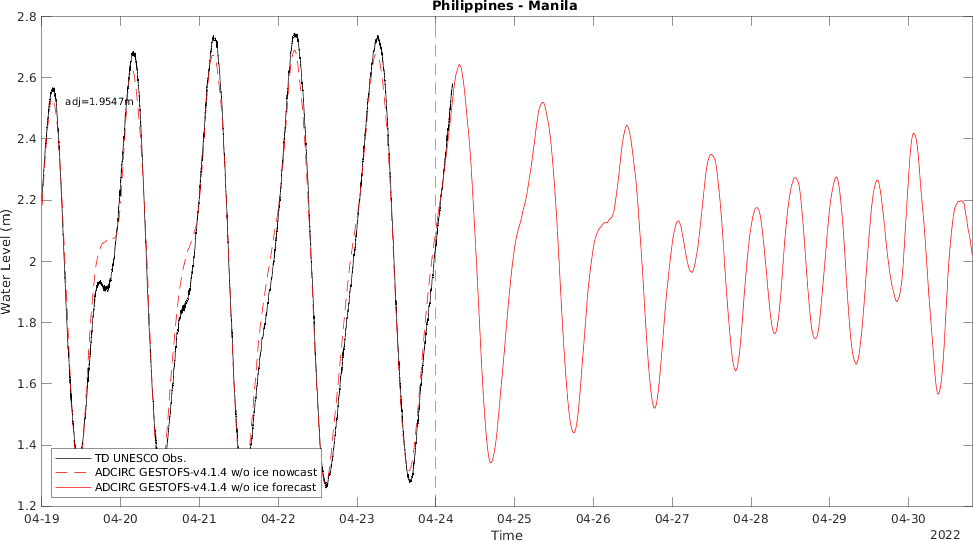 Philippines - Manila
2.8
2.6
2.4
2.2
2
1.8
1.6
1.4
1.2
Water Level (m)
adj=1.9547m
TD UNESCO Obs.
ADCIRC GESTOFS-v4.1.4 w/o ice nowcast
ADCIRC GESTOFS-v4.1.4 w/o ice forecast
04-19 04-20 04-21 04-22 04-23 04-24 04-25 04-26 04-27 04-28 04-29 04-30
Time
2022